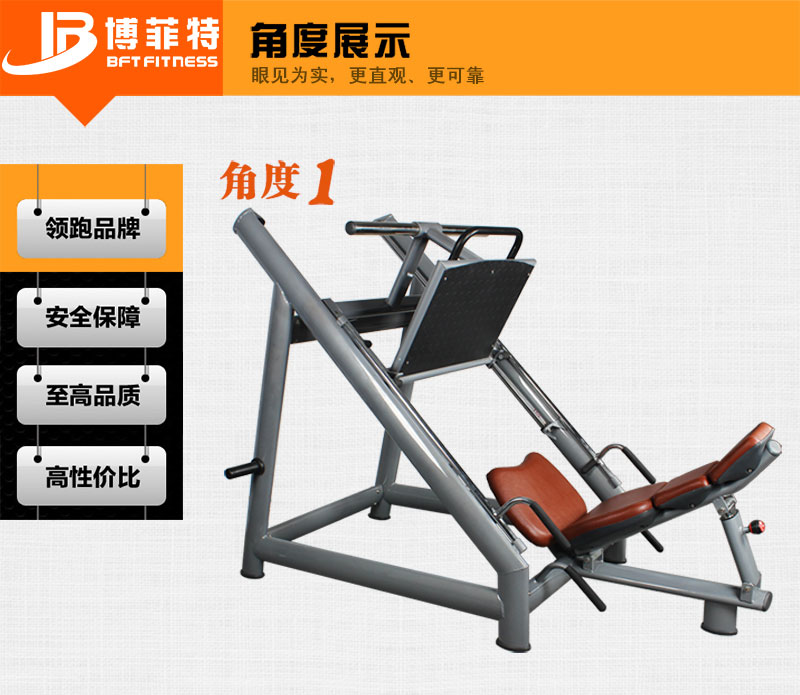 博菲特
BFT FITNESS
角度展示
眼见为实，更直观、更可靠
角度1
领跑品牌
安全保障
至高品质
高性价比